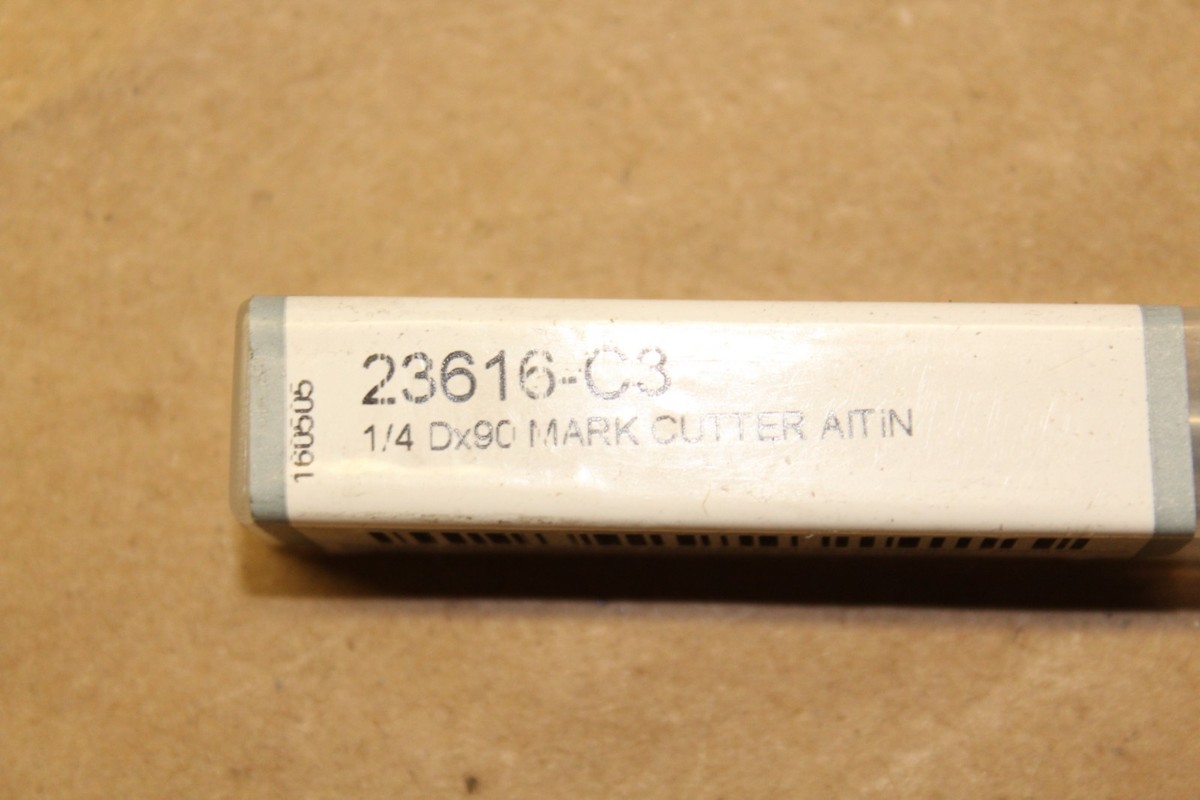 23616-C3
1/4 Dx90 MARK CUTTER AlTiN
160505